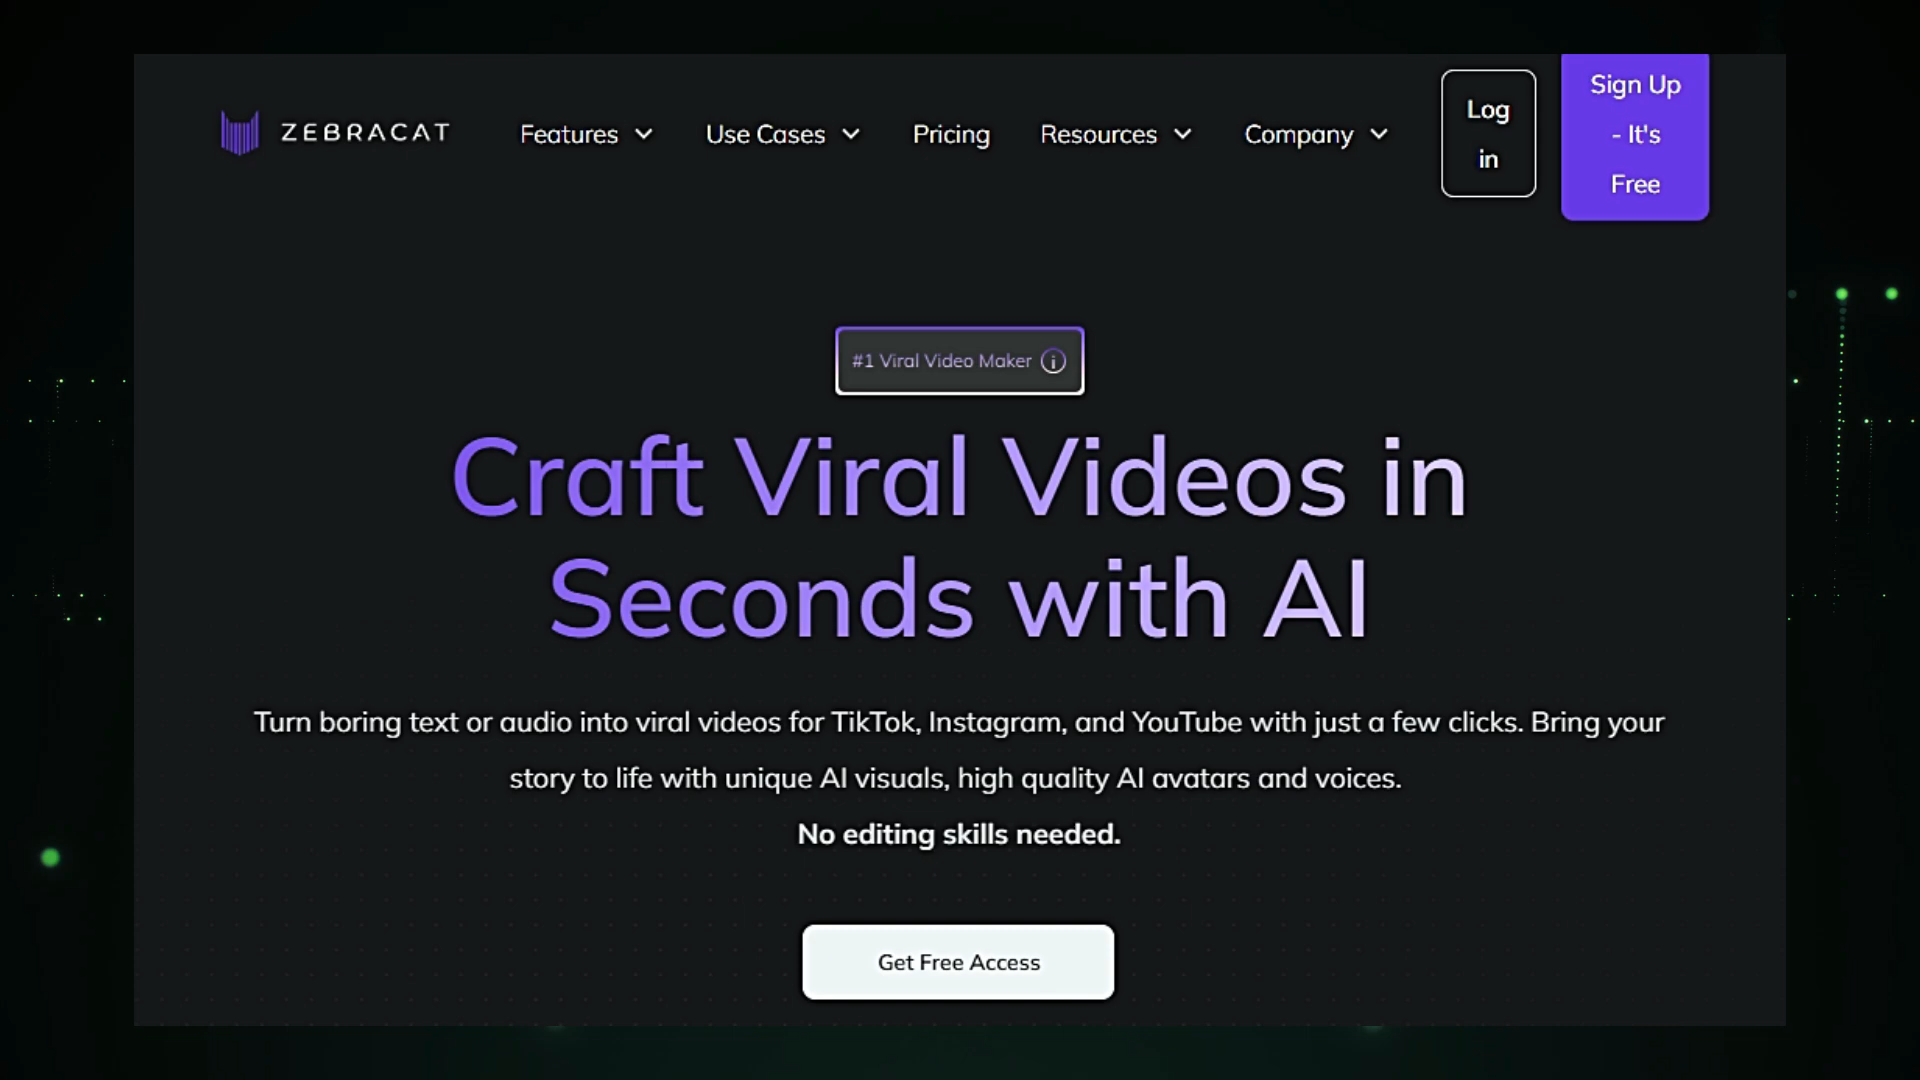 ZEBRACAT
Features
Use Cases
Pricing
Resources
Company
Log
in
Sign Up
- It's
Free
#1 Viral Video Maker
Craft Viral Videos in
Seconds with AI
Turn boring text or audio into viral videos for TikTok, Instagram, and YouTube with just a few clicks. Bring your
story to life with unique AI visuals, high quality AI avatars and voices.
No editing skills needed.
Get Free Access